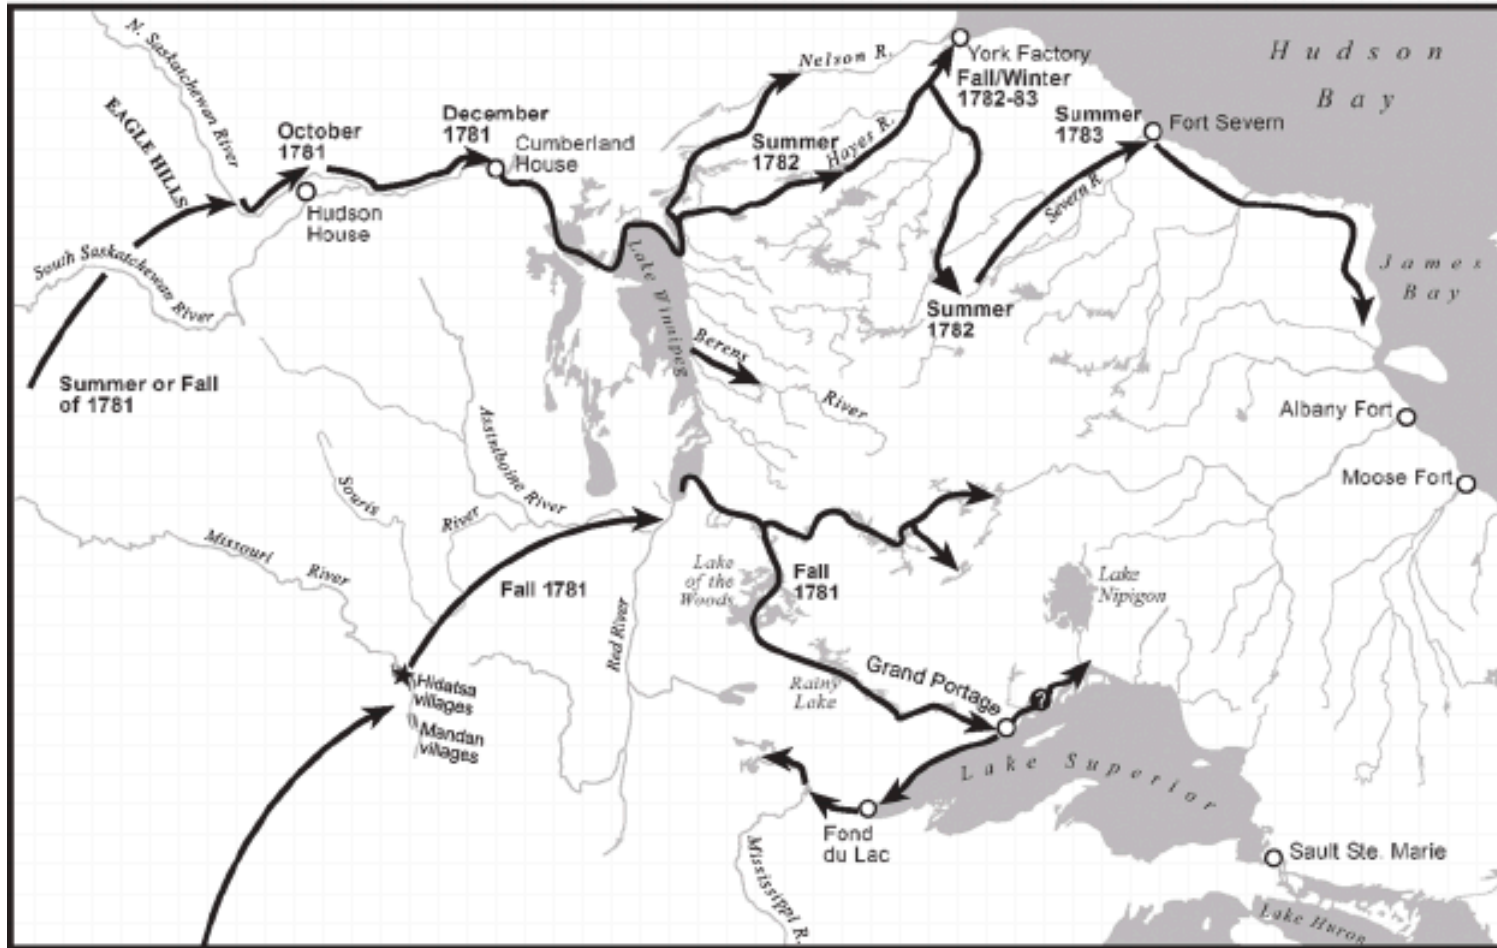 Hudson
Bay
N. Saskatchewan River
Nelson R.
York Factory
Fall/Winter
1782-83
EAGLE HILLS
October
1781
December
1781
Cumberland
House
Summer
1782
Hayes R.
Summer
1783
Fort Severn
Hudson
House
Severn R.
South Saskatchewan River
Lake Winnipeg
James
Bay
Summer
1782
Berens
River
Summer or Fall
of 1781
Albany Fort
Moose Fort
Assiniboine River
Souris
River
Missouri
River
Fall 1781
Lake
of the
Woods
Fall
1781
Lake
Nipigon
Red River
Hidatsa
villages
Mandan
villages
Rainy
Lake
Grand Portage
?
Lake Superior
Fond
du Lac
Mississippi R.
Sault Ste. Marie
Lake Huron